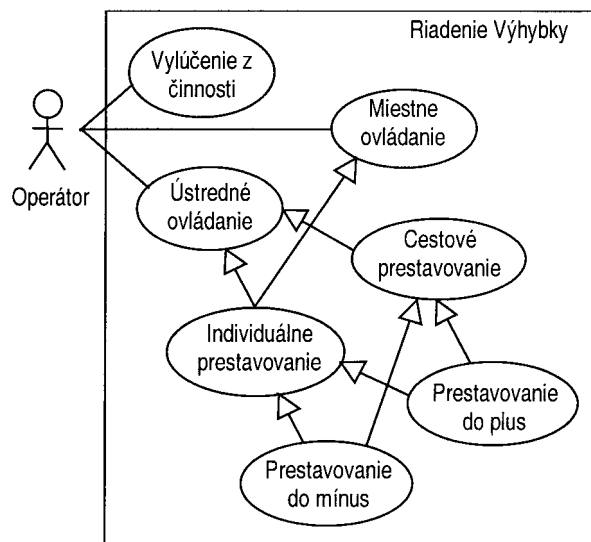 Riadenie Výhybky
Vylúčenie z
činnosti
Miestne
ovládanie
Operátor
Ústredné
ovládanie
Cestové
prestavovanie
Individuálne
prestavovanie
Prestavovanie
do plus
Prestavovanie
do mínus